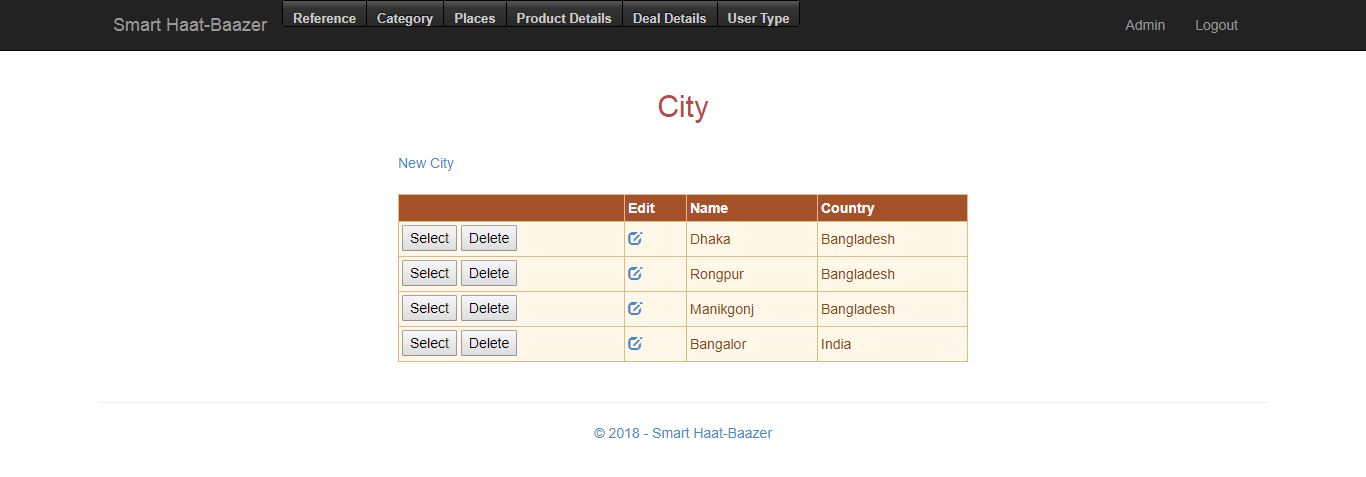 Smart Haat-Baazer Reference Category Places Product Details Deal Details User Type Admin Logout
City
New City
Edit Name Country
Select Delete Dhaka Bangladesh
Select Delete Rongpur Bangladesh
Select Delete Manikgonj Bangladesh
Select Delete Bangalor India
© 2018 - Smart Haat-Baazer